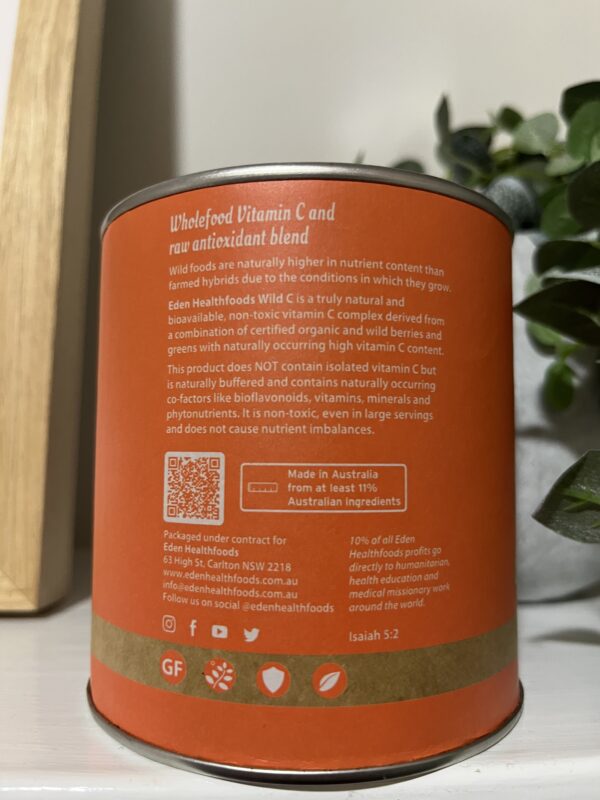 Wholefood Vitamin C and
raw antioxidant blend
Wild foods are naturally higher in nutrient content than
farmed hybrids due to the conditions in which they grow.
Eden Healthfoods Wild C is a truly natural and
bioavailable, non-toxic vitamin C complex derived from
a combination of certified organic and wild berries and
greens with naturally occurring high vitamin C content.
This product does NOT contain isolated vitamin C but
is naturally buffered and contains naturally occurring
co-factors like bioflavonoids, vitamins, minerals and
phytonutrients. It is non-toxic, even in large servings
and does not cause nutrient imbalances.
Made in Australia
from at least 11%
Australian ingredients
Packaged under contract for
Eden Healthfoods
63 High St, Carlton NSW 2218
www.edenhealthfoods.com.au
info@edenhealthfoods.com.au
Follow us on social @edenhealthfoods
10% of all Eden
Healthfoods profits go
directly to humanitarian,
health education and
medical missionary work
around the world.
Isaiah 5:2
GF